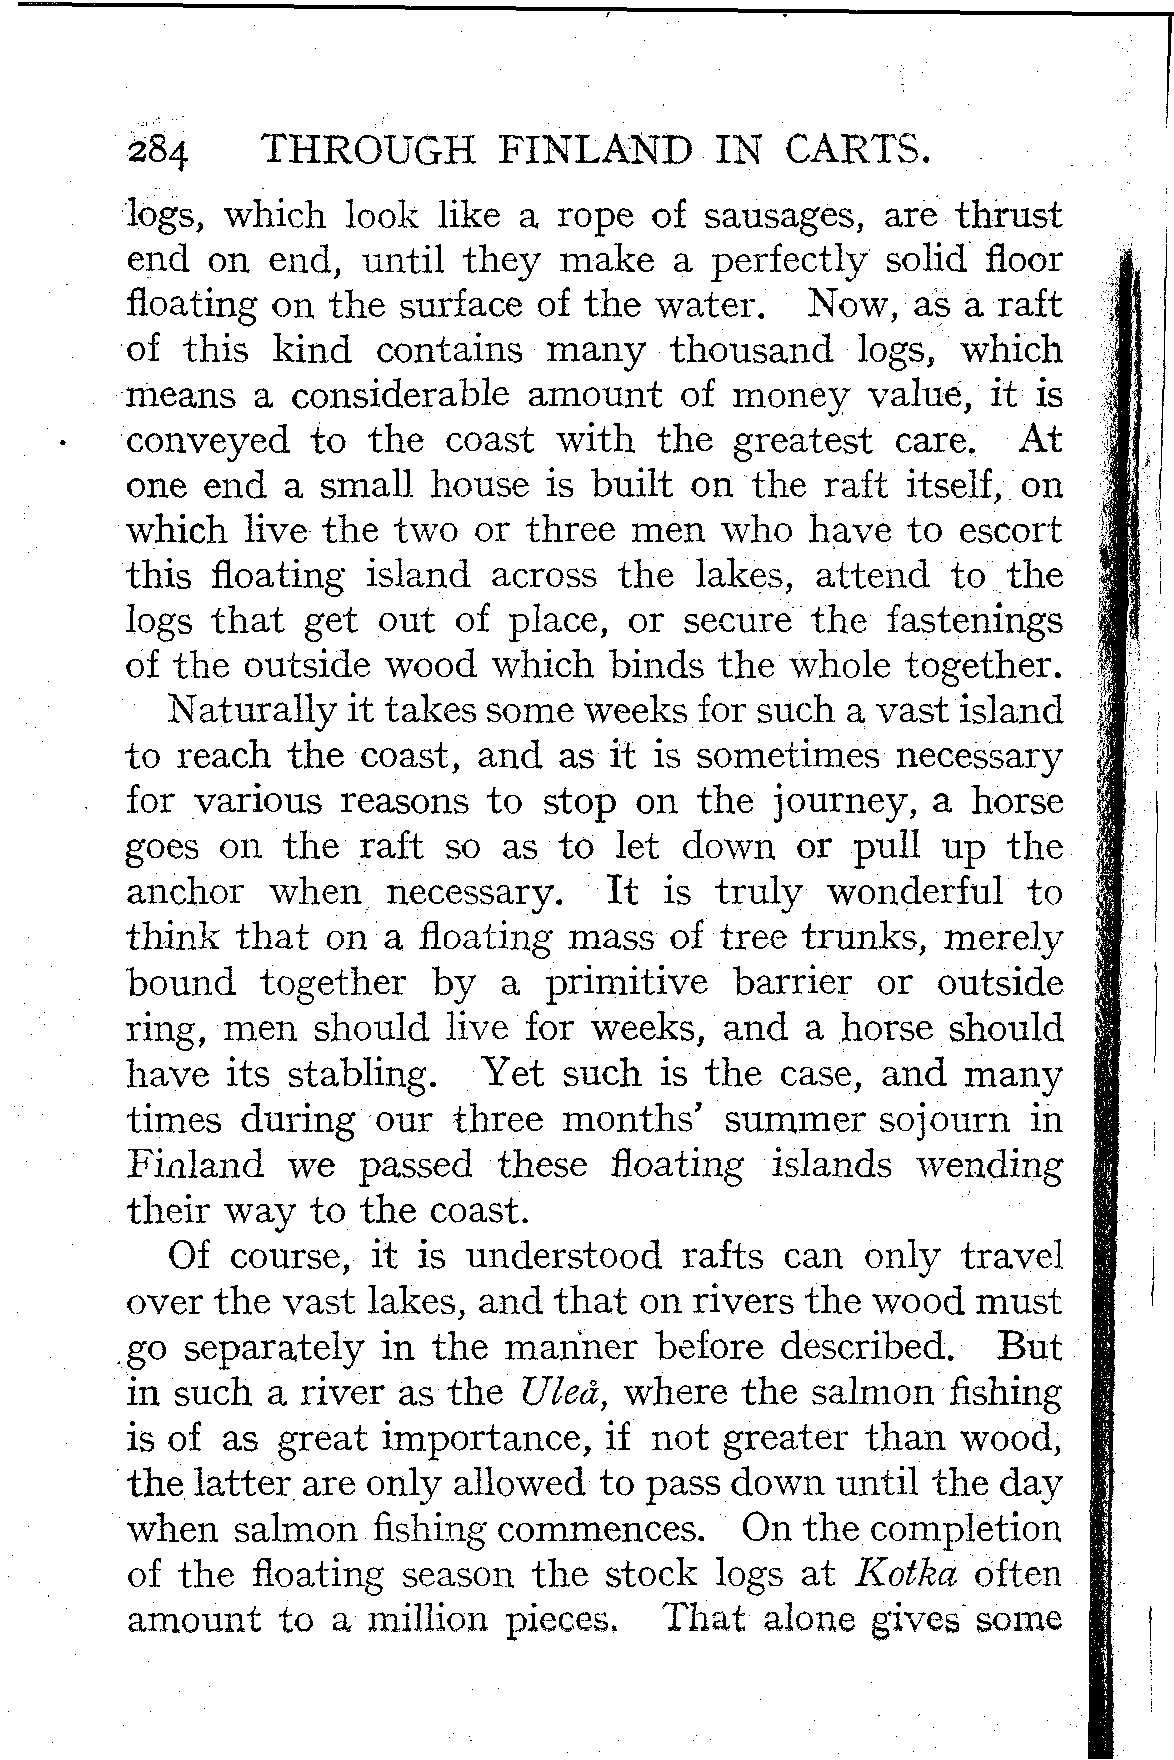 284 THROUGH FINLAND IN CARTS.
logs, which look like a rope of sausages, are thrust
end on end, until they make a perfectly solid floor
floating on the surface of the water. Now, as a raft
of this kind contains many thousand logs, which
means a considerable amount of money value, it is
conveyed to the coast with the greatest care. At
one end a small house is built on the raft itself, on
which live the two or three men who have to escort
this floating island across the lakes, attend to the
logs that get out of place, or secure the fastenings
of the outside wood which binds the whole together.
Naturally it takes some weeks for such a vast island
to reach the coast, and as it is sometimes necessary
for various reasons to stop on the journey, a horse
goes on the raft so as to let down or pull up the
anchor when necessary. It is truly wonderful to
think that on a floating mass of tree trunks, merely
bound together by a primitive barrier or outside
ring, men should live for weeks, and a horse should
have its stabling. Yet such is the case, and many
times during our three months' summer sojourn in
Finland we passed these floating islands wending
their way to the coast.
Of course, it is understood rafts can only travel
over the vast lakes, and that on rivers the wood must
go separately in the manner before described. But
in such a river as the Uleå, where the salmon fishing
is of as great importance, if not greater than wood,
the latter are only allowed to pass down until the day
when salmon fishing commences. On the completion
of the floating season the stock logs at Kotka often
amount to a million pieces. That alone gives some